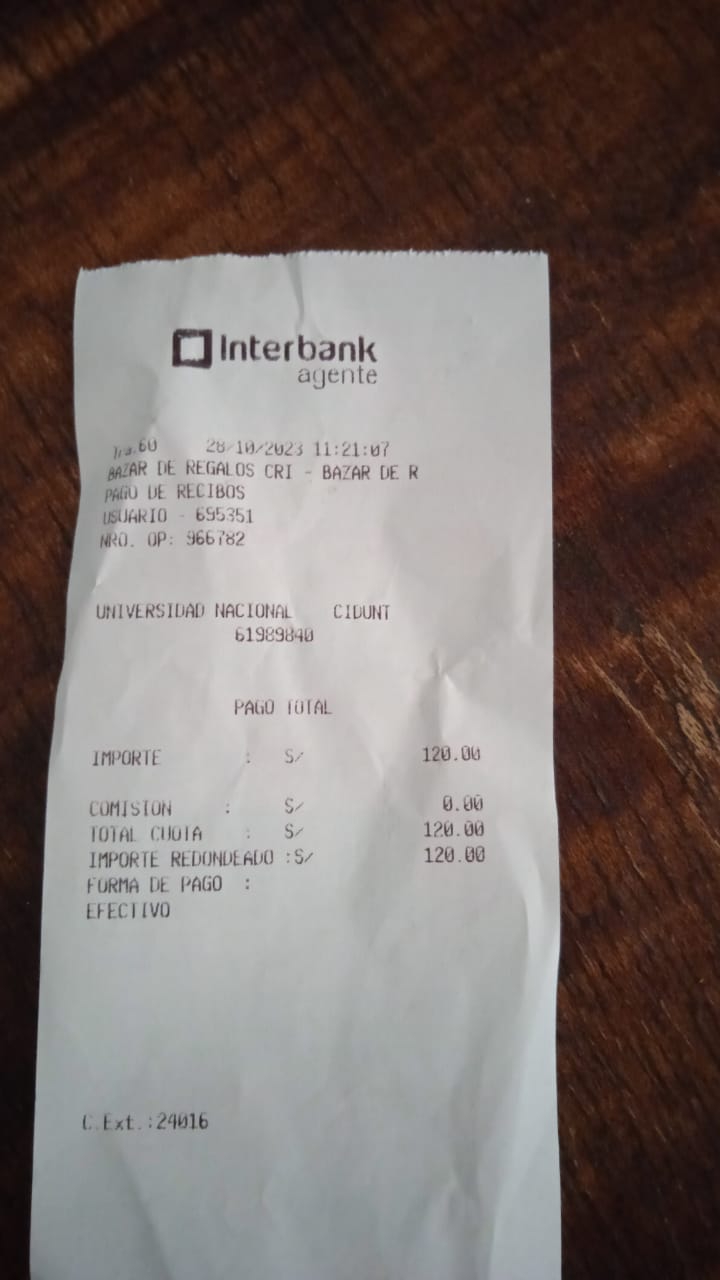 Interbank
agente
Tra.60 28/10/2023 11:21:07
BAZAR DE REGALOS CRI - BAZAR DE R
PAGO DE RECIBOS
USUARIO - 695351
NRO. OP: 966782
UNIVERSIDAD NACIONAL CIDUNT
61989840
PAGO TOTAL
IMPORTE : S/ 120.00
COMISION : S/ 0.00
TOTAL CUOTA : S/ 120.00
IMPORTE REDONDEADO :S/ 120.00
FORMA DE PAGO :
EFECTIVO
C.Ext.:24016